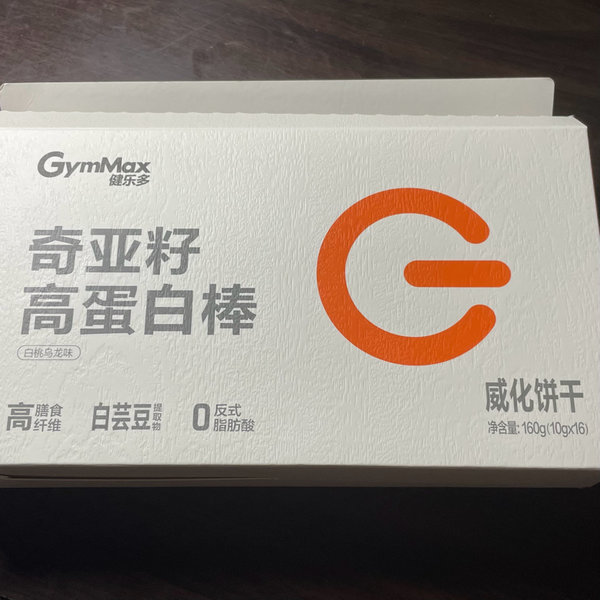 GymMax
健乐多
奇亚籽
高蛋白棒
白桃乌龙味
高膳食纤维
白芸豆提取物
0反式脂肪酸
威化饼干
净含量: 160g(10gx16)